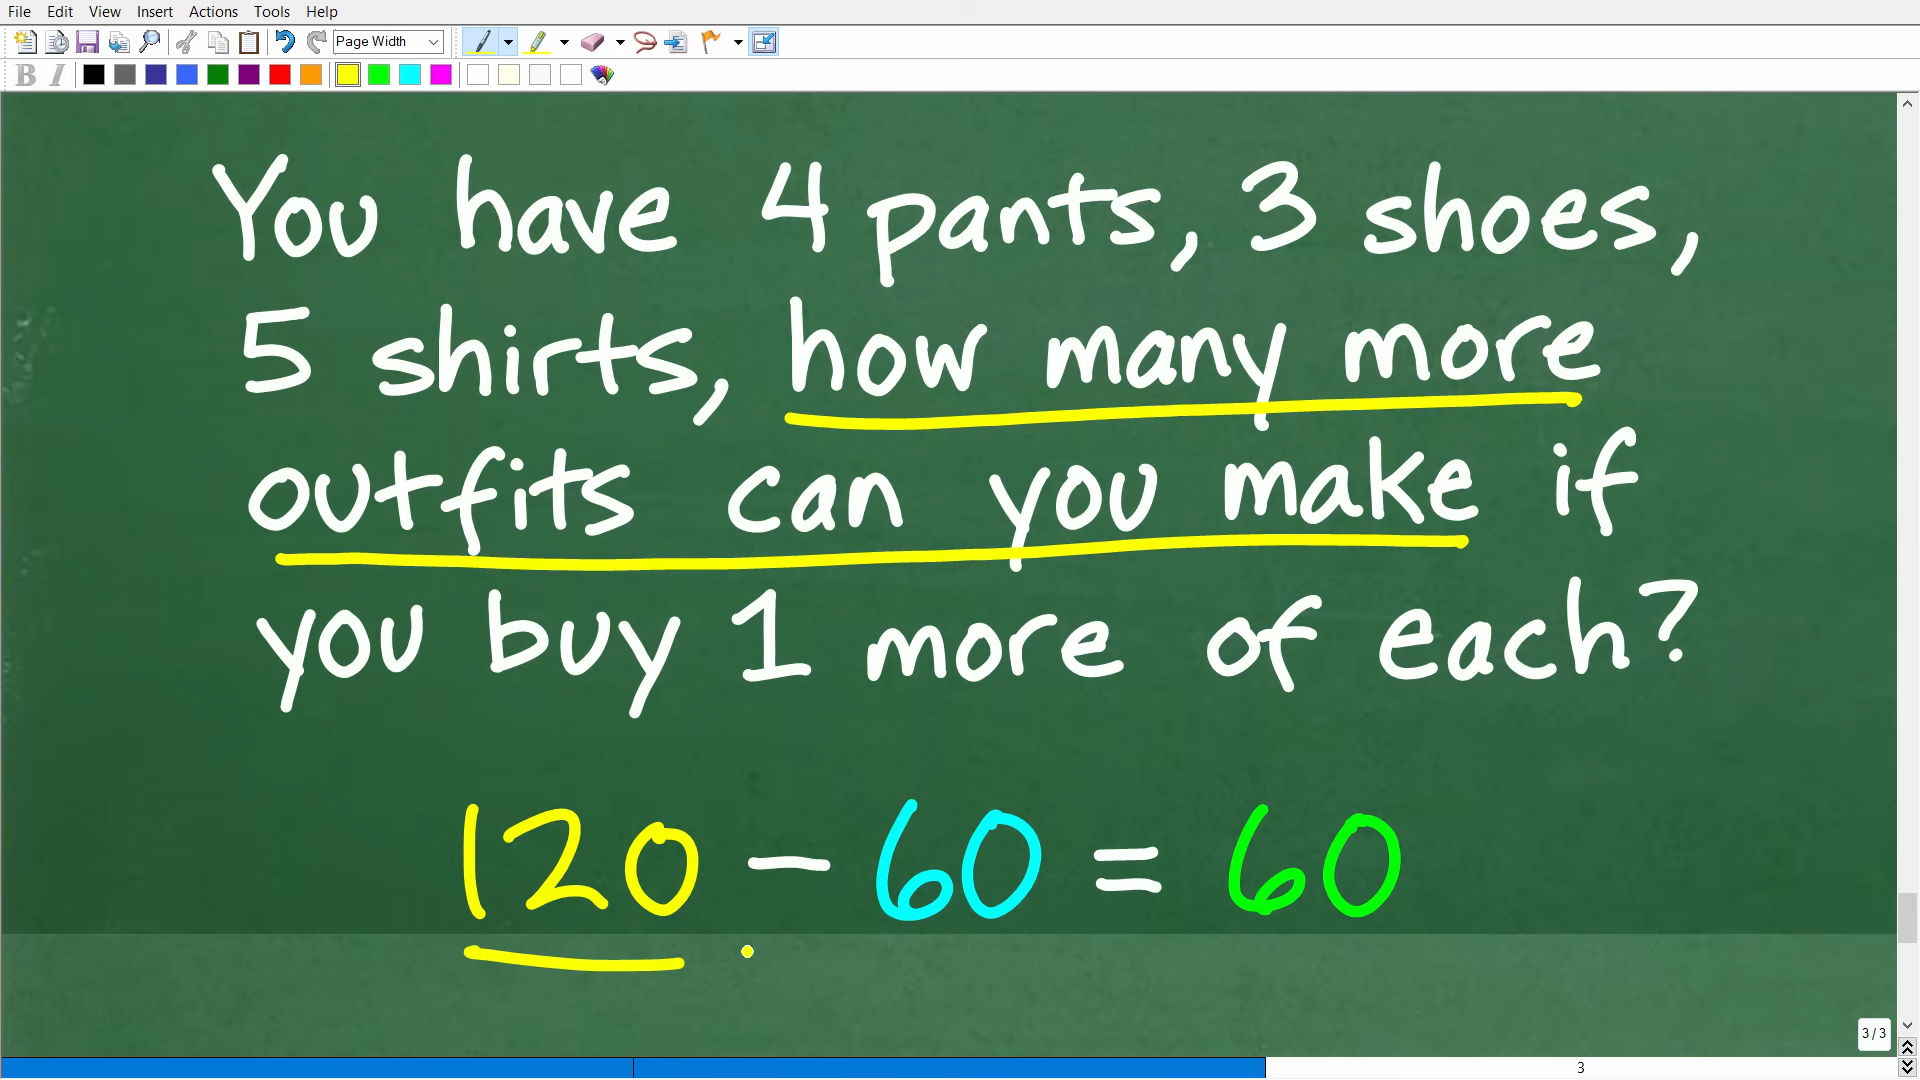 File Edit View Insert Actions Tools Help
Page Width
B I
You have 4 pants, 3 shoes,
5 shirts, how many more
outfits can you make if
you buy 1 more of each?
120 - 60 = 60
3 / 3
3